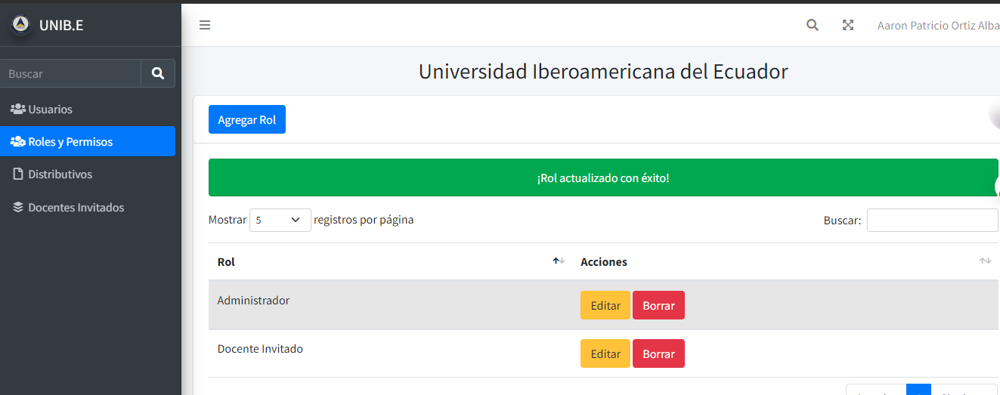 UNIB.E
Aaron Patricio Ortiz Alba
Buscar
Usuarios
Roles y Permisos
Distributivos
Docentes Invitados
Universidad Iberoamericana del Ecuador
Agregar Rol
¡Rol actualizado con éxito!
Mostrar 5 registros por página
Buscar:
Rol Acciones
Administrador Editar Borrar
Docente Invitado Editar Borrar